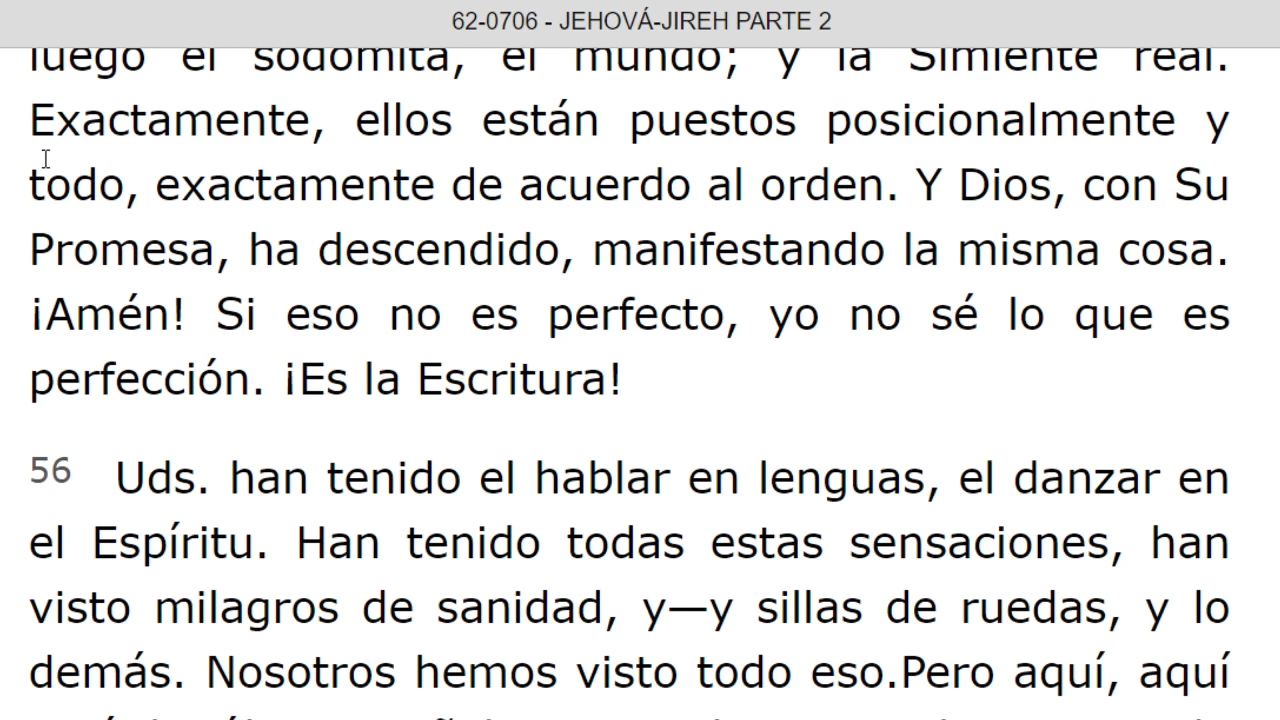 62-0706 - JEHOVÁ-JIREH PARTE 2
luego el sodomita, el mundo; y la Simiente real.
Exactamente, ellos están puestos posicionalmente y
todo, exactamente de acuerdo al orden. Y Dios, con Su
Promesa, ha descendido, manifestando la misma cosa.
¡Amén! Si eso no es perfecto, yo no sé lo que es
perfección. ¡Es la Escritura!
56 Uds. han tenido el hablar en lenguas, el danzar en
el Espíritu. Han tenido todas estas sensaciones, han
visto milagros de sanidad, y—y sillas de ruedas, y lo
demás. Nosotros hemos visto todo eso.Pero aquí, aquí